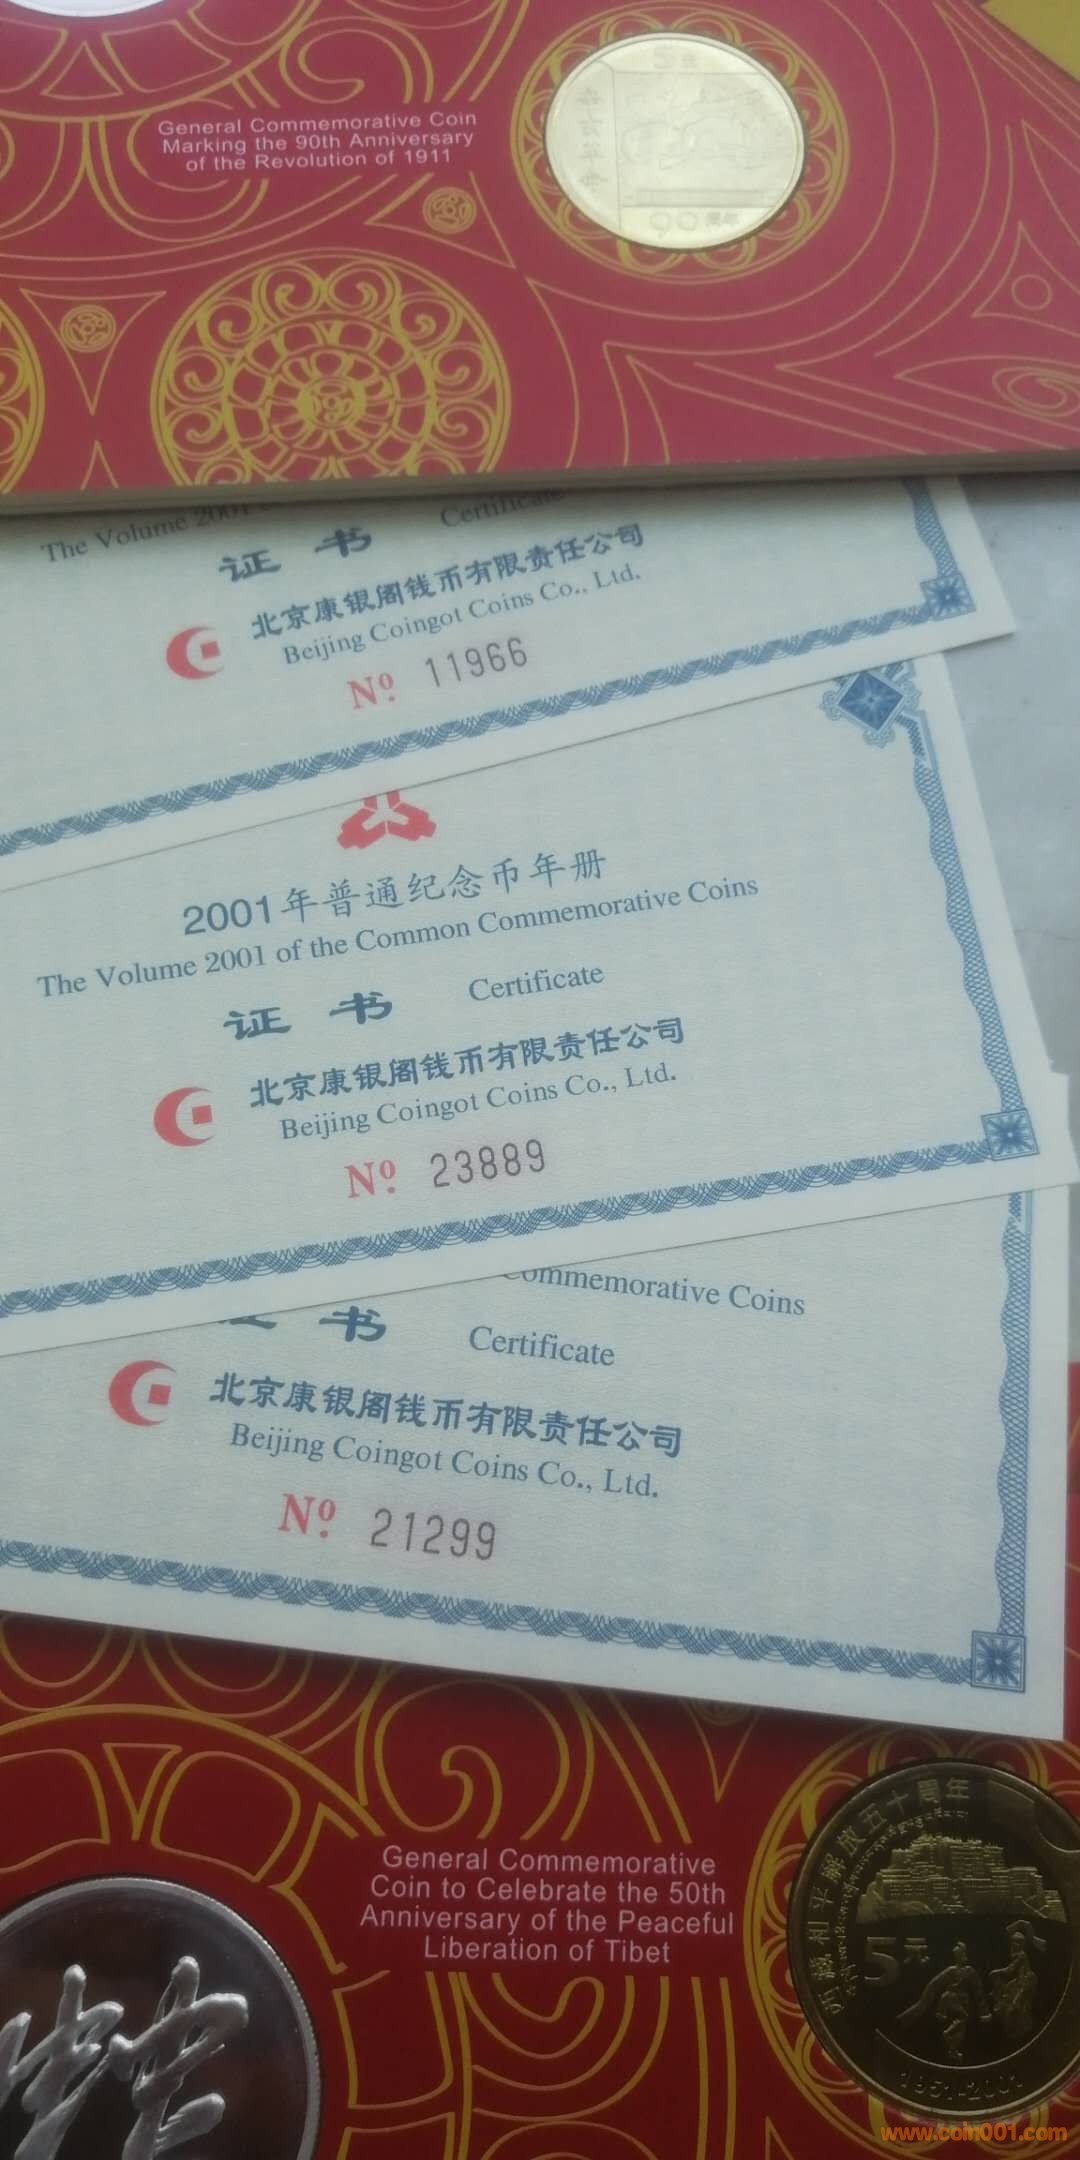 General Commemorative Coin
Marking the 90th Anniversary
of the Revolution of 1911
The Volume 2001
Certificate
证书
北京康银阁钱币有限责任公司
Beijing Coingot Coins Co., Ltd.
Nº. 11966
2001年普通纪念币年册
The Volume 2001 of the Common Commemorative Coins
证书 Certificate
北京康银阁钱币有限责任公司
Beijing Coingot Coins Co., Ltd.
Nº. 23889
Commemorative Coins
证书 Certificate
北京康银阁钱币有限责任公司
Beijing Coingot Coins Co., Ltd.
Nº. 21299
General Commemorative
Coin to Celebrate the 50th
Anniversary of the Peaceful
Liberation of Tibet
西藏和平解放五十周年
5元
1951-2001
www.coin001.com